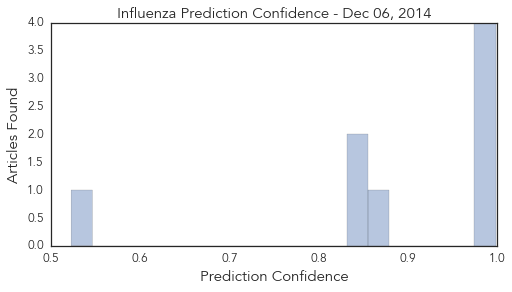 Influenza Prediction Confidence - Dec 06, 2014
4.0
3.5
3.0
2.5
2.0
1.5
1.0
0.5
0.0
Articles Found
0.5 0.6 0.7 0.8 0.9 1.0
Prediction Confidence